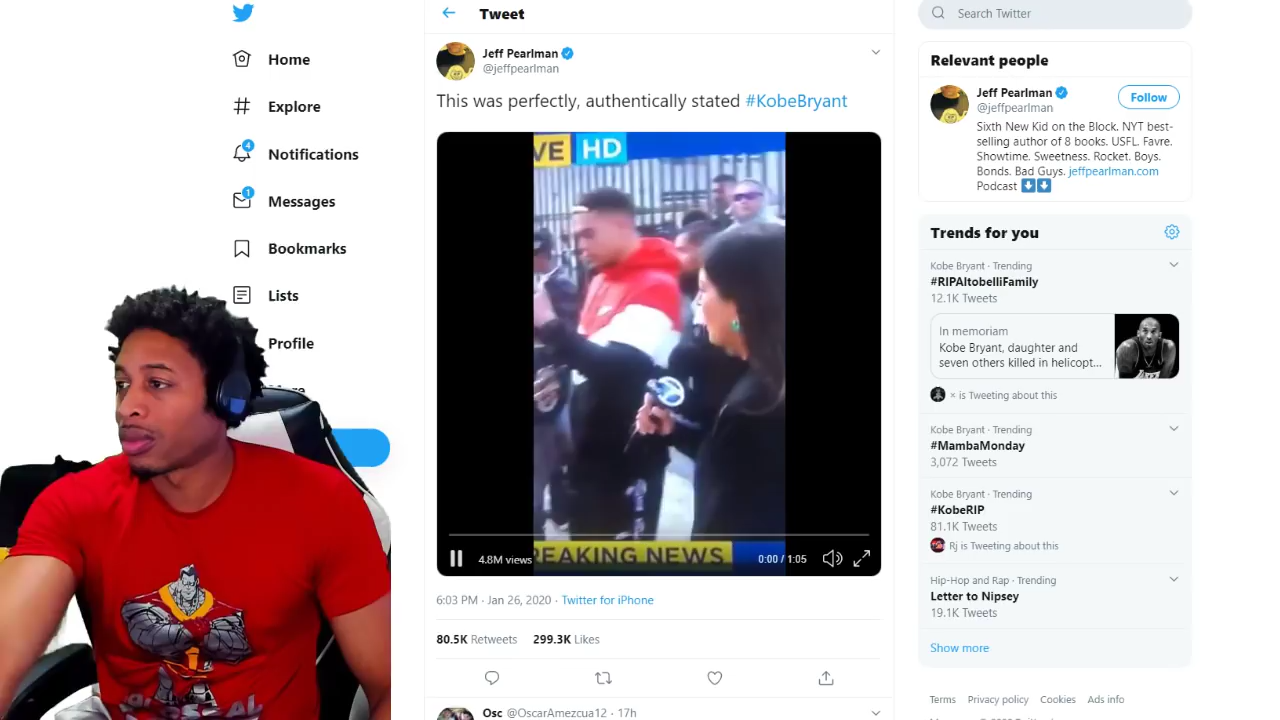 Home
Explore
4
Notifications
1
Messages
Bookmarks
Lists
Profile
Tweet
Jeff Pearlman
@jeffpearlman
This was perfectly, authentically stated #KobeBryant
VE HD
4.8M views
REAKING NEWS
0:00 / 1:05
6:03 PM · Jan 26, 2020 · Twitter for iPhone
80.5K Retweets 299.3K Likes
Osc @OscarAmezcua12 · 17h
Search Twitter
Relevant people
Jeff Pearlman
@jeffpearlman
Follow
Sixth New Kid on the Block. NYT best-
selling author of 8 books. USFL. Favre.
Showtime. Sweetness. Rocket. Boys.
Bonds. Bad Guys. jeffpearlman.com
Podcast
Trends for you
Kobe Bryant · Trending
#RIPAltobelliFamily
12.1K Tweets
In memoriam
Kobe Bryant, daughter and
seven others killed in helicopt...
× is Tweeting about this
Kobe Bryant · Trending
#MambaMonday
3,072 Tweets
Kobe Bryant · Trending
#KobeRIP
81.1K Tweets
Rj is Tweeting about this
Hip-Hop and Rap · Trending
Letter to Nipsey
19.1K Tweets
Show more
Terms Privacy policy Cookies Ads info